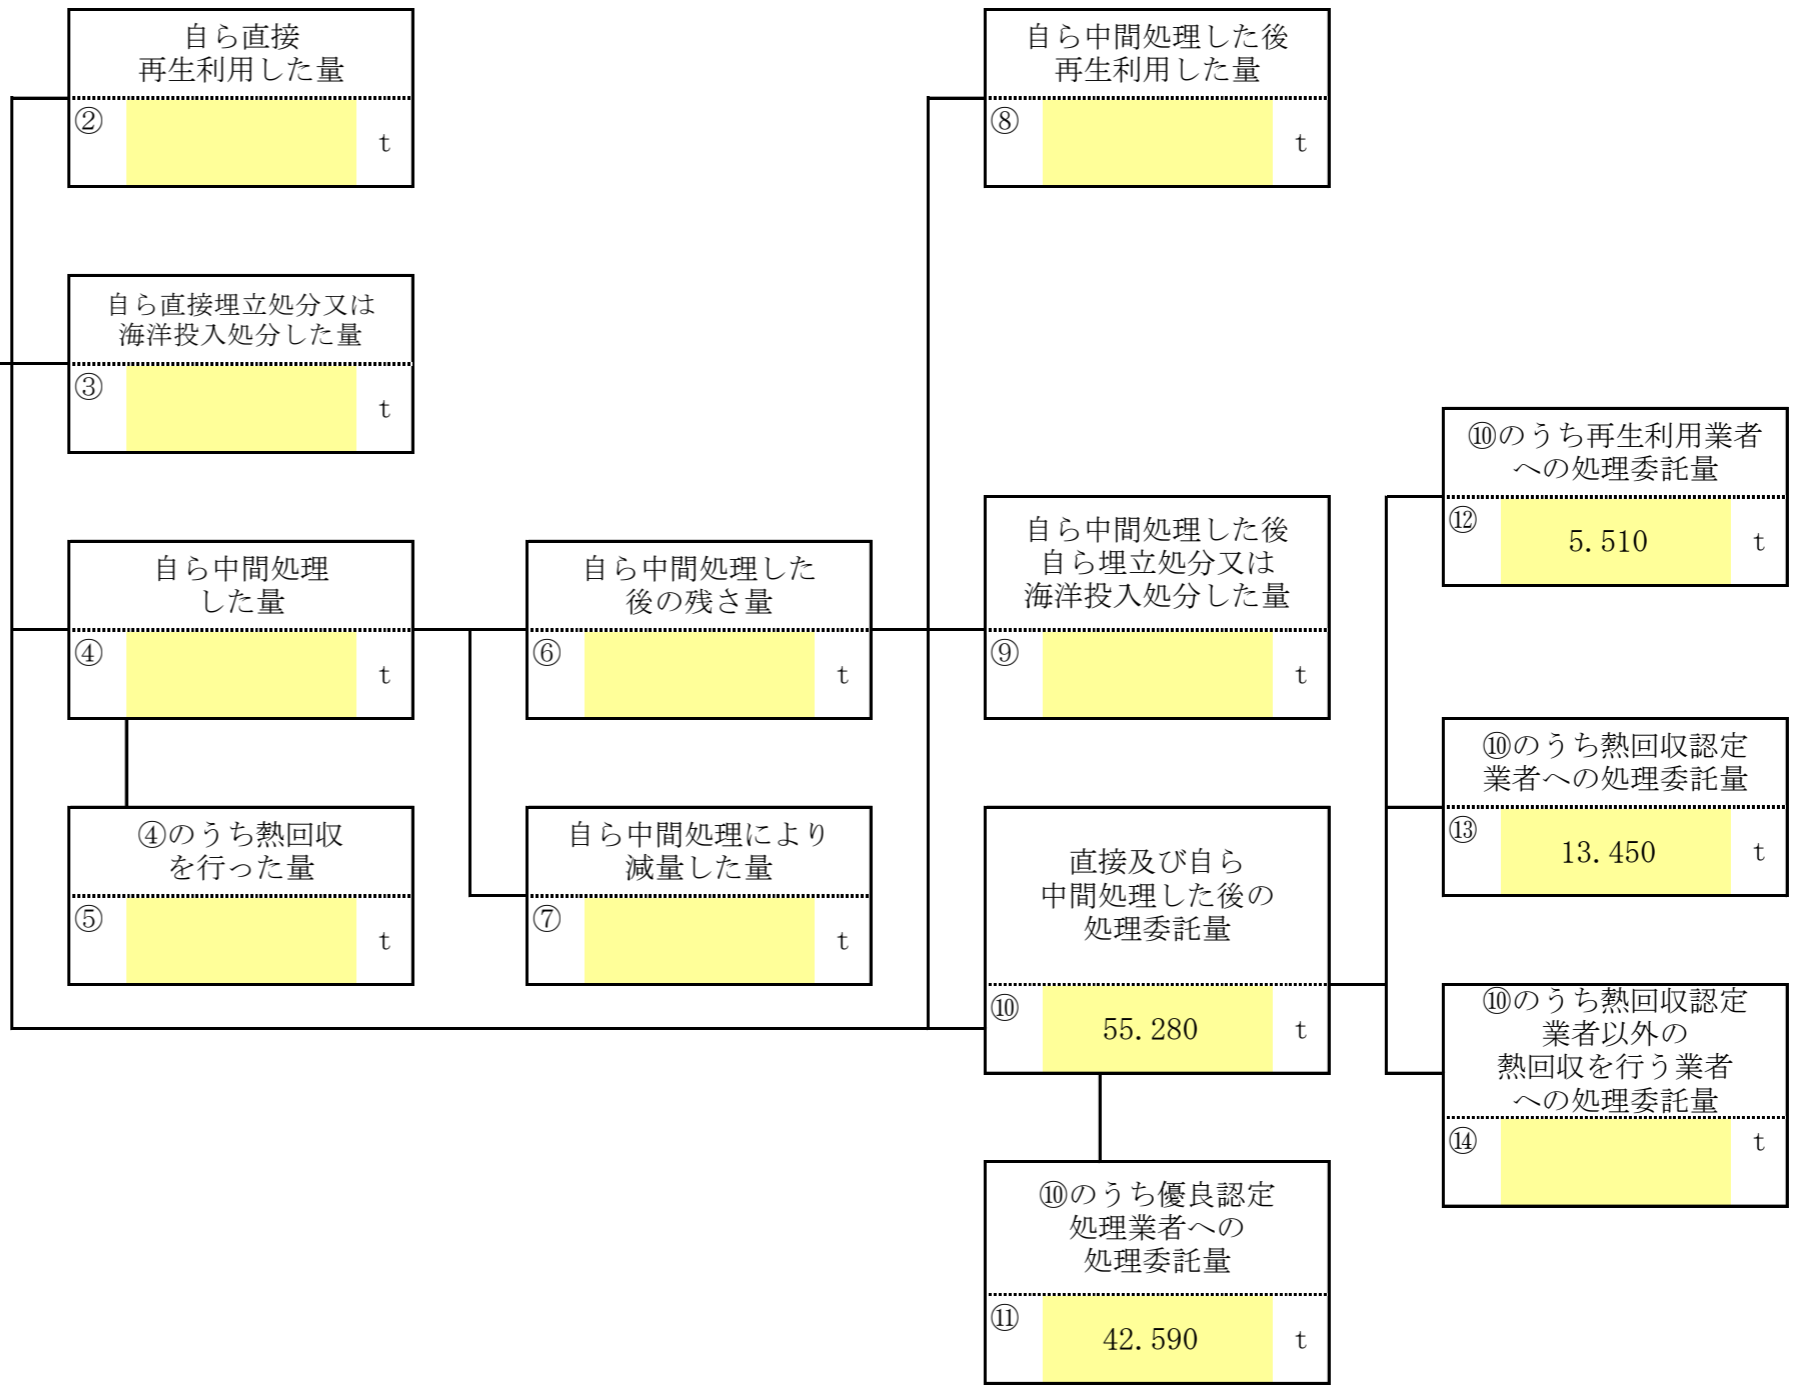 自ら直接
再生利用した量
②
t
自ら直接埋立処分又は
海洋投入処分した量
③
t
自ら中間処理
した量
④
t
④のうち熱回収
を行った量
⑤
t
自ら中間処理した
後の残さ量
⑥
t
自ら中間処理により
減量した量
⑦
t
自ら中間処理した後
再生利用した量
⑧
t
自ら中間処理した後
自ら埋立処分又は
海洋投入処分した量
⑨
t
直接及び自ら
中間処理した後の
処理委託量
⑩ 55.280 t
⑩のうち優良認定
処理業者への
処理委託量
⑪ 42.590 t
⑩のうち再生利用業者
への処理委託量
⑫ 5.510 t
⑩のうち熱回収認定
業者への処理委託量
⑬ 13.450 t
⑩のうち熱回収認定
業者以外の
熱回収を行う業者
への処理委託量
⑭ t